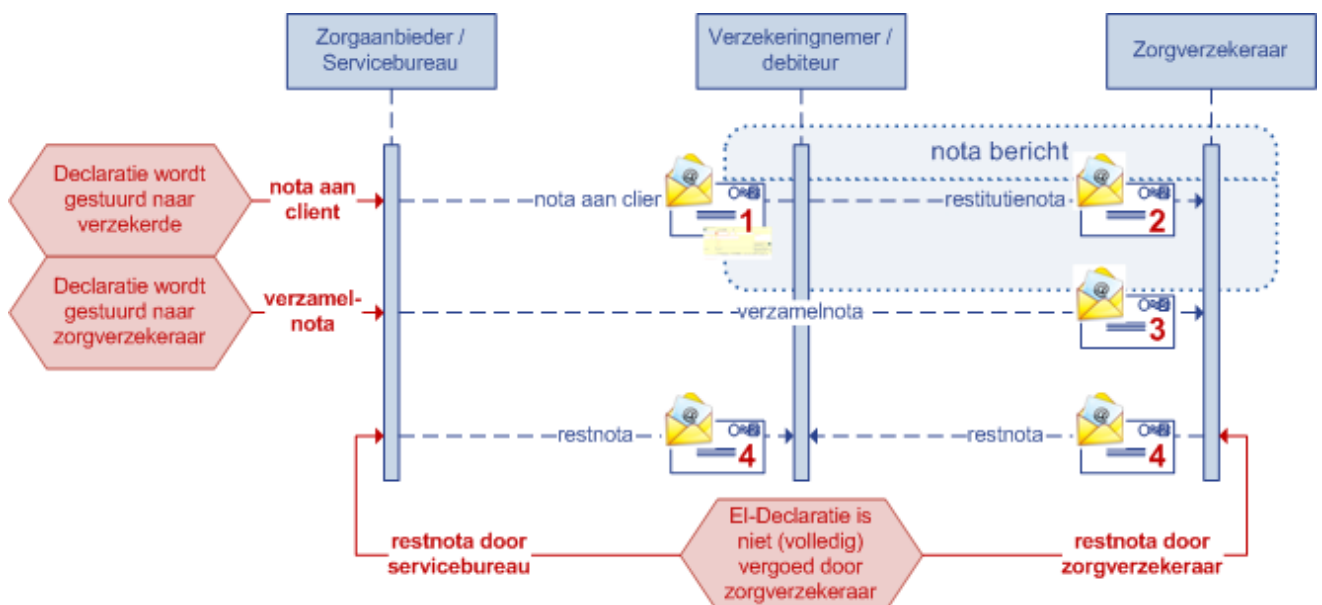 Zorgaanbieder /
Servicebureau
Verzekeringnemer /
debiteur
Zorgverzekeraar
nota bericht
Declaratie wordt
gestuurd naar
verzekerde
nota aan
client
nota aan clier
1
restitutienota
2
Declaratie wordt
gestuurd naar
zorgverzekeraar
verzamel-
nota
verzamelnota
3
restnota
4
restnota
4
restnota door
servicebureau
EI-Declaratie is
niet (volledig)
vergoed door
zorgverzekeraar
restnota door
zorgverzekeraar